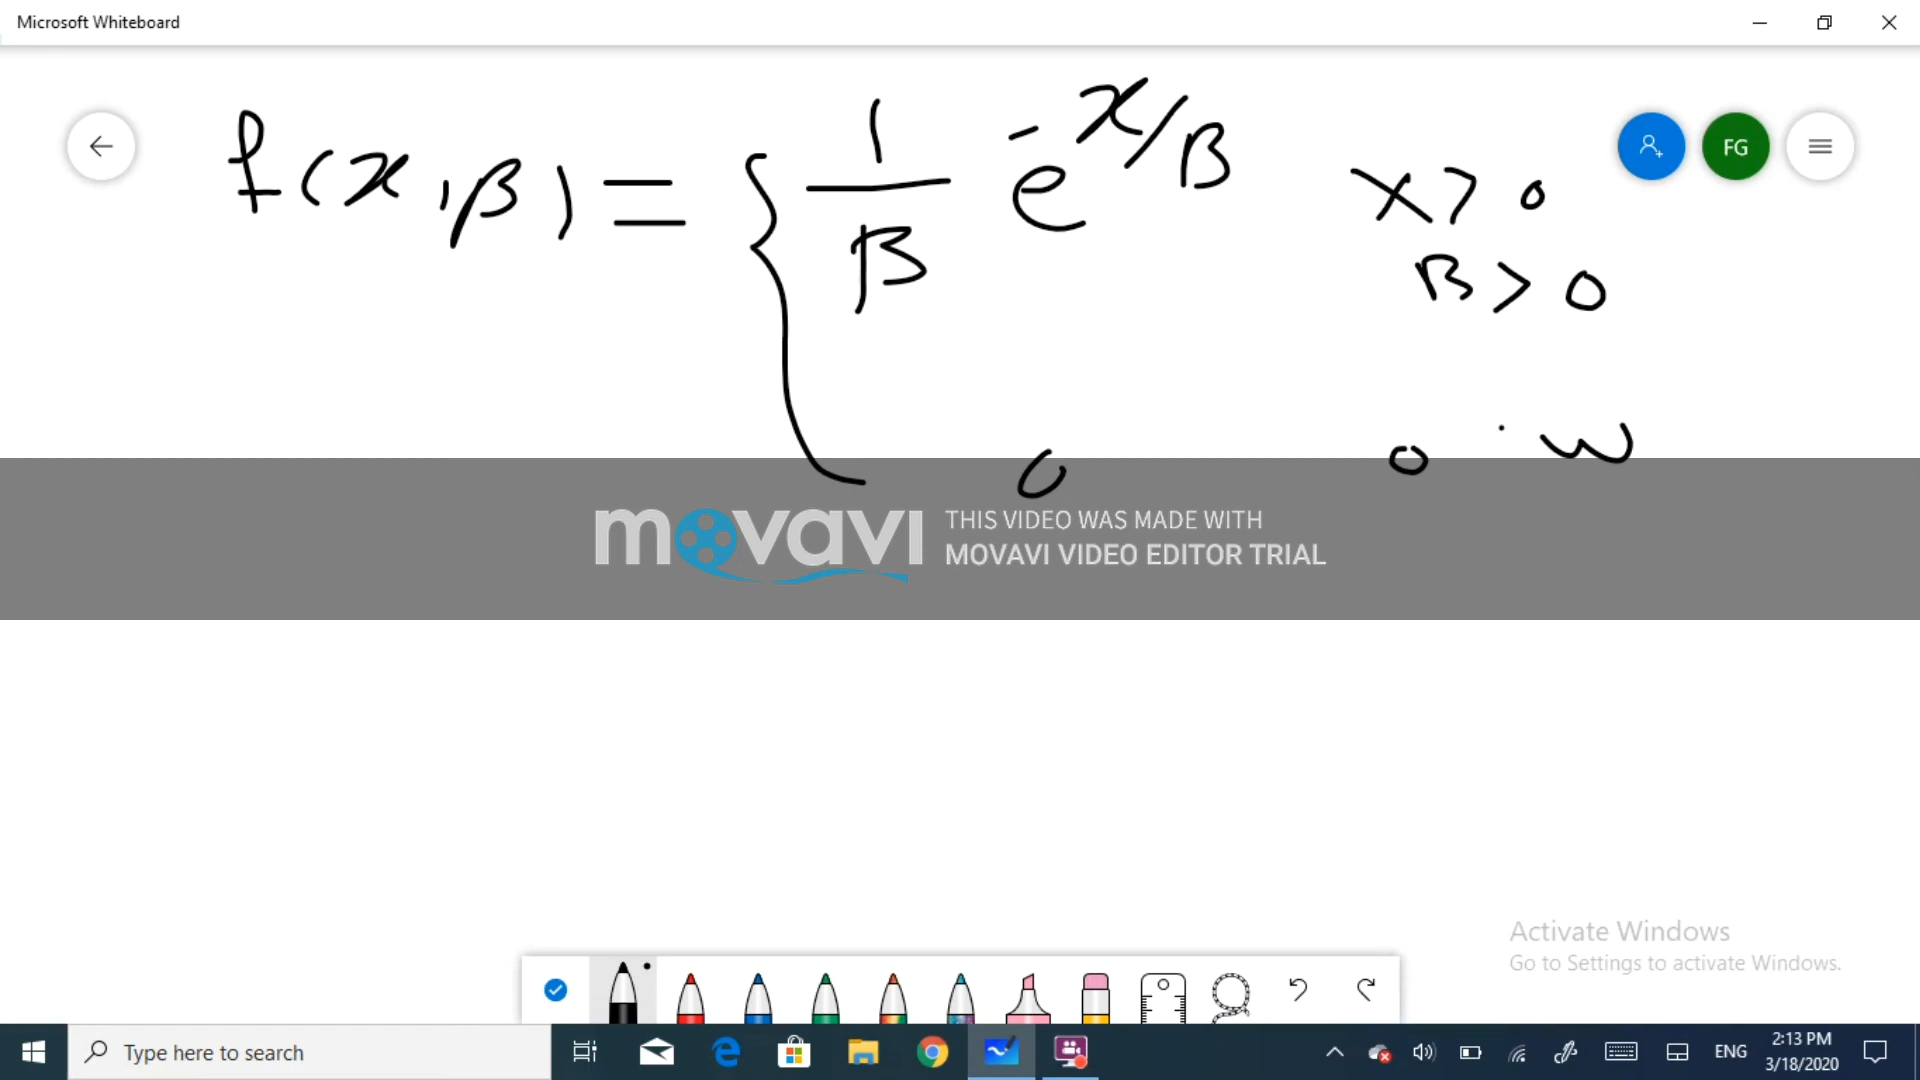 Microsoft Whiteboard
f(x,β) = { 1/β e^{-x/β} x>0
β>0
0 o.w
FG
movavi
THIS VIDEO WAS MADE WITH
MOVAVI VIDEO EDITOR TRIAL
Activate Windows
Go to Settings to activate Windows.
Type here to search
ENG
2:13 PM
3/18/2020